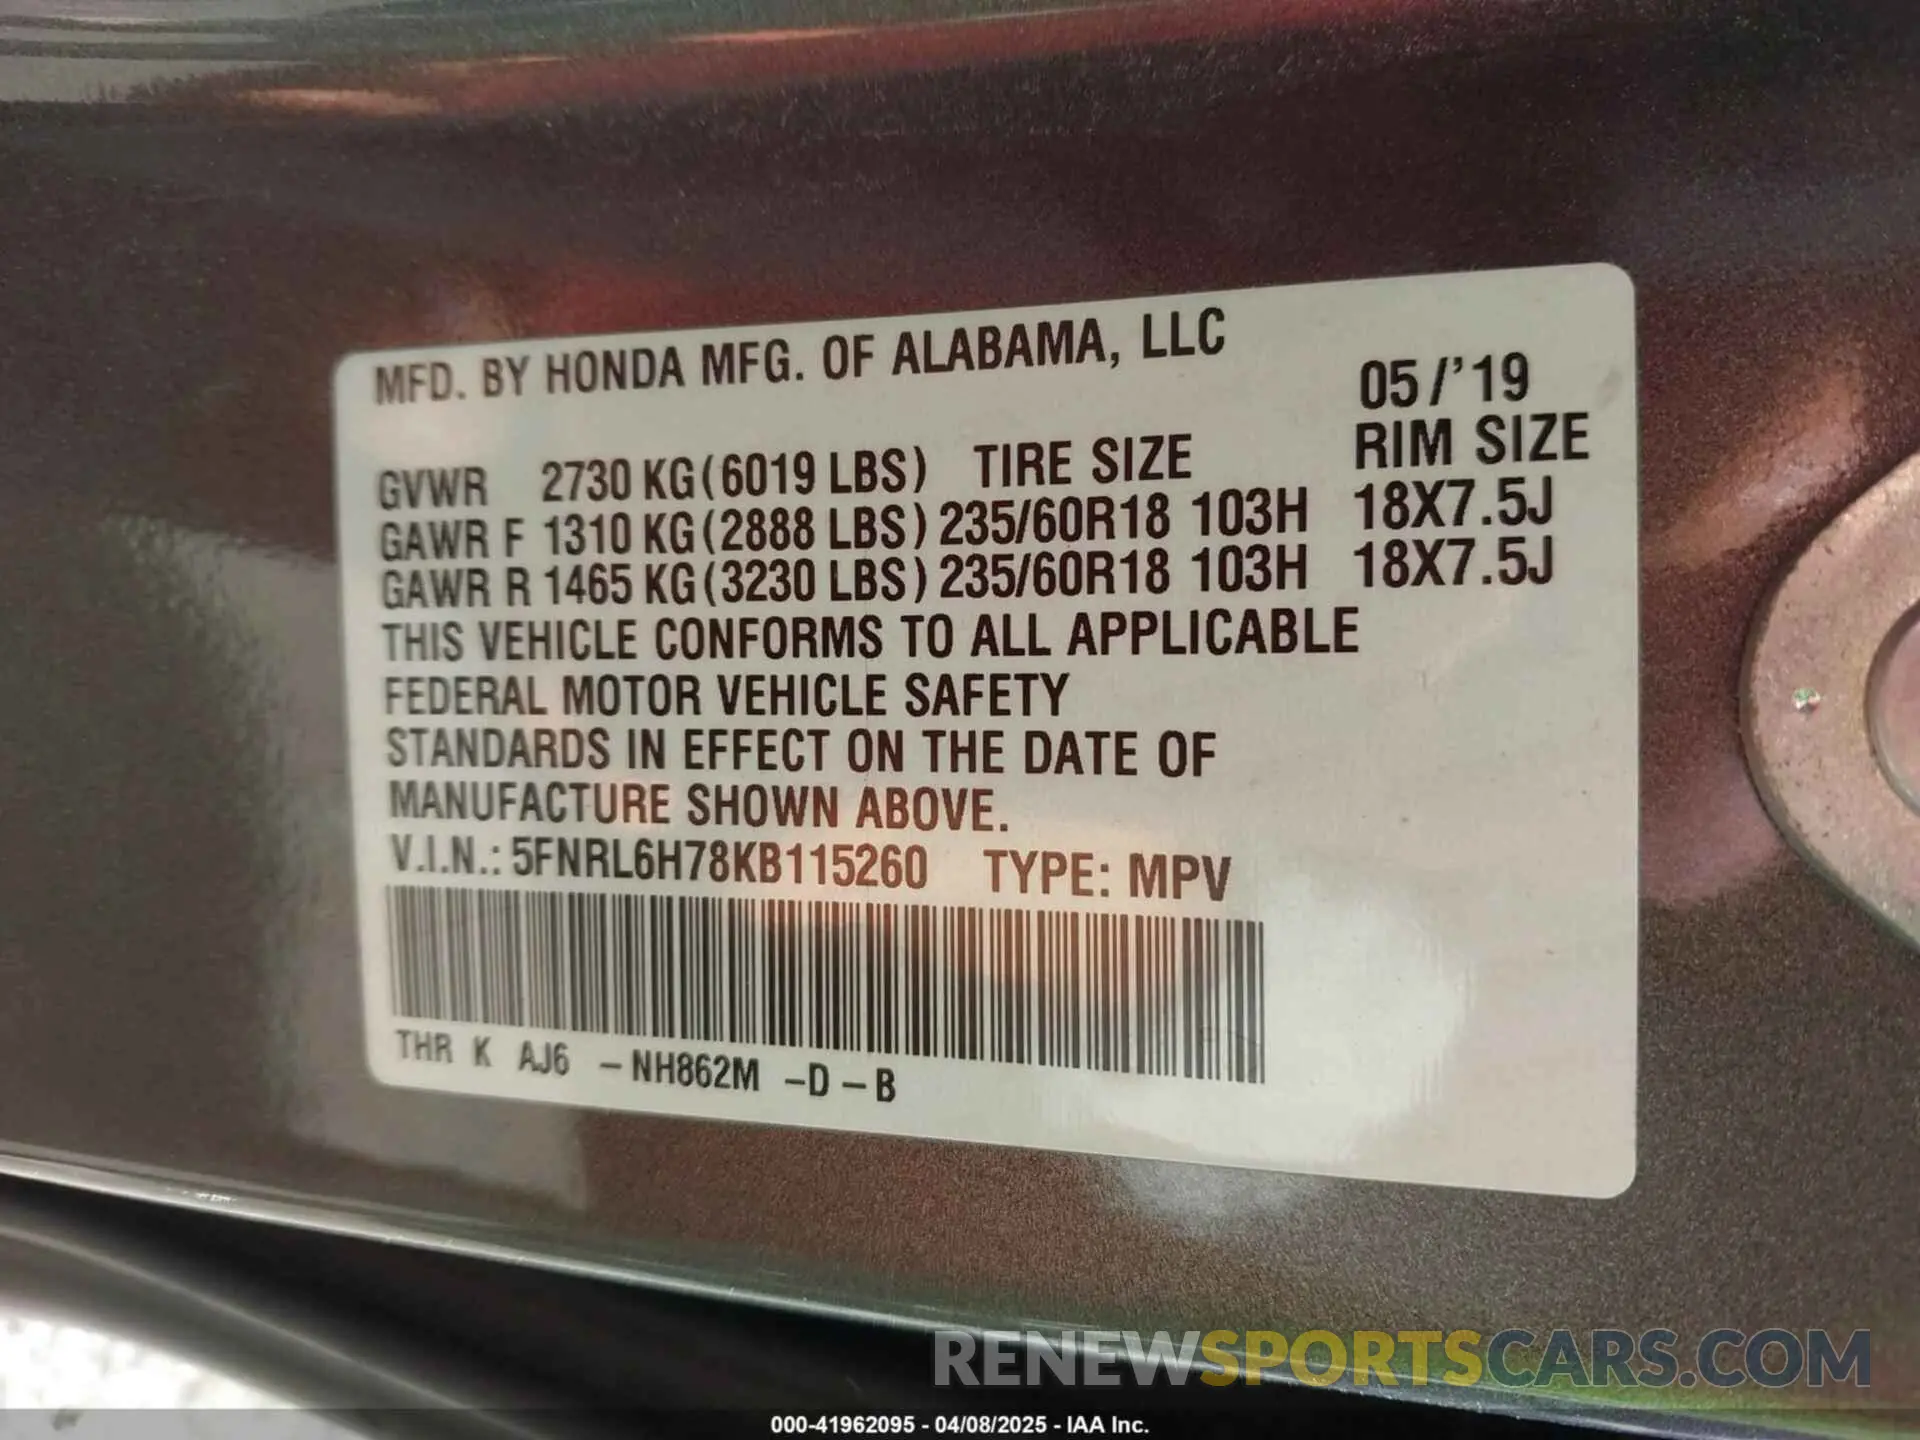 MFD. BY HONDA MFG. OF ALABAMA, LLC
05/'19
GVWR 2730 KG (6019 LBS) TIRE SIZE RIM SIZE
GAWR F 1310 KG (2888 LBS) 235/60R18 103H 18X7.5J
GAWR R 1465 KG (3230 LBS) 235/60R18 103H 18X7.5J
THIS VEHICLE CONFORMS TO ALL APPLICABLE
FEDERAL MOTOR VEHICLE SAFETY
STANDARDS IN EFFECT ON THE DATE OF
MANUFACTURE SHOWN ABOVE.
V.I.N.: 5FNRL6H78KB115260 TYPE: MPV
THR K AJ6 -NH862M -D-B
RENEWSPORTSCARS.COM
000-41962095 - 04/08/2025 - IAA Inc.